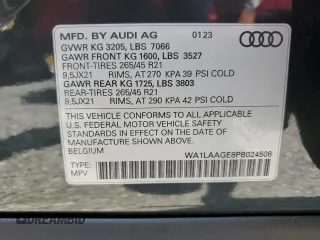 MFD. BY AUDI AG 01 23
GVWR KG 3205, LBS 7066
GAWR FRONT KG 1600, LBS 3527
FRONT-TIRES 265/45 R21
9,5JX21 RIMS, AT 270 KPA 39 PSI COLD
GAWR REAR KG 1725, LBS 3803
REAR-TIRES 265/45 R21
9,5JX21 RIMS, AT 290 KPA 42 PSI COLD
THIS VEHICLE CONFORMS TO ALL APPLICABLE
U.S. FEDERAL MOTOR VEHICLE SAFETY
STANDARDS IN EFFECT ON THE DATE OF
MANUFACTURE SHOWN ABOVE.
BELGIUM WA1LAAGE8PB024508
TYPE:
MPV
DREAMBID